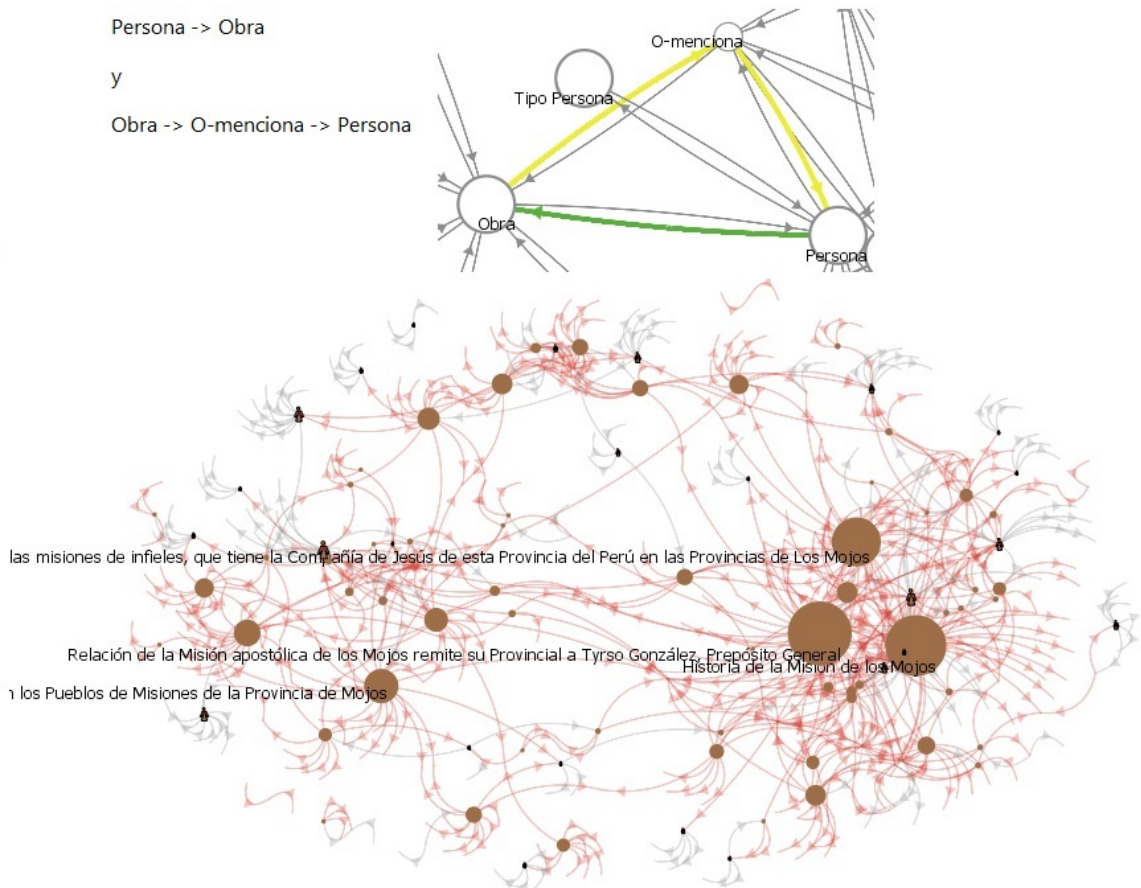 Persona -> Obra
y
Obra -> O-menciona -> Persona
O-menciona
Tipo Persona
Obra
Persona
las misiones de infieles, que tiene la Compañía de Jesús de esta Provincia del Perú en las Provincias de Los Mojos
Relación de la Misión apostólica de los Mojos remite su Provincial a Tyrso González, Prepósito General
Historia de la Misión de los Mojos
los Pueblos de Misiones de la Provincia de Mojos